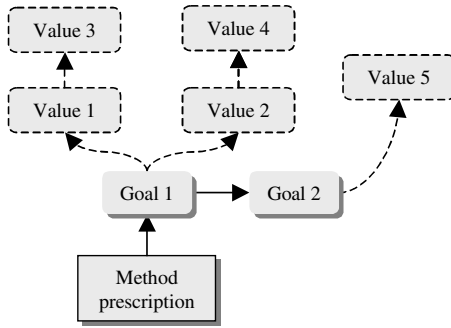 Value 3
Value 4
Value 5
Value 1
Value 2
Goal 1
Goal 2
Method
prescription